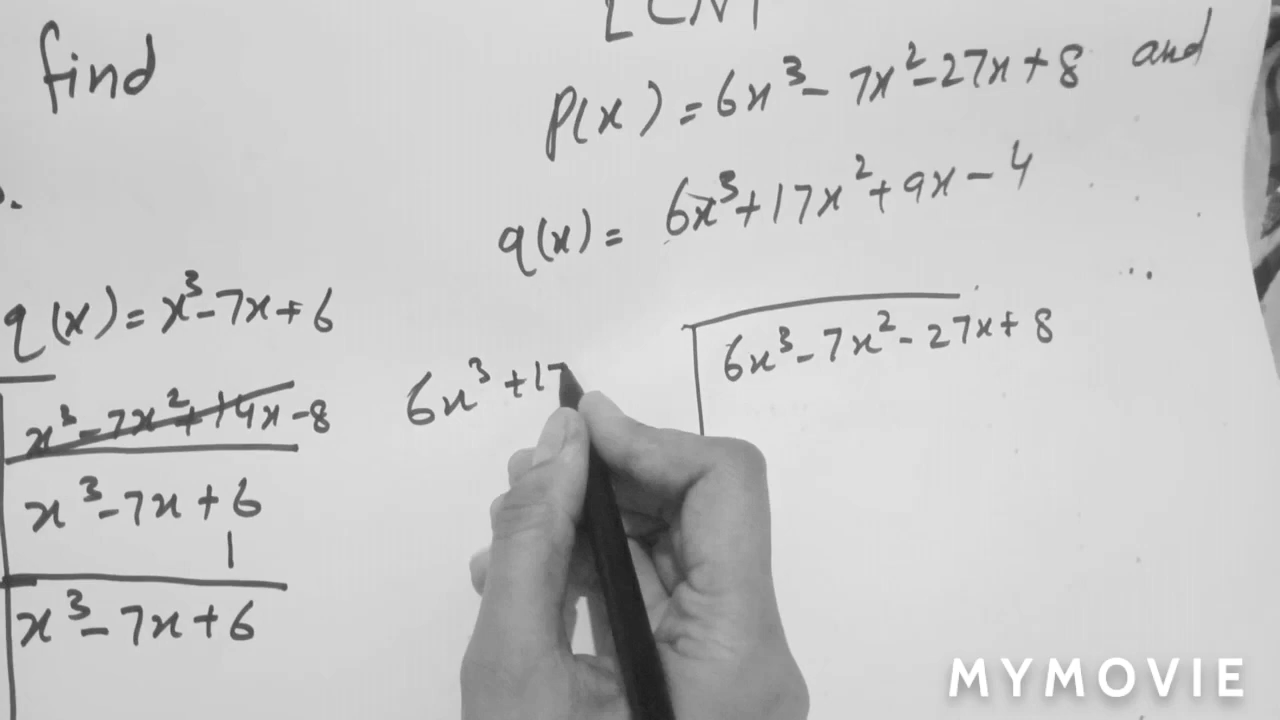 LCM
find
p(x) = 6x³ - 7x² - 27x + 8 and
q(x) = 6x³ + 17x² + 9x - 4
q(x) = x³ - 7x + 6
x³ - 7x² + 14x - 8
x³ - 7x + 6
1
x³ - 7x + 6
6x³ + 17
6x³ - 7x² - 27x + 8
MYMOVIE